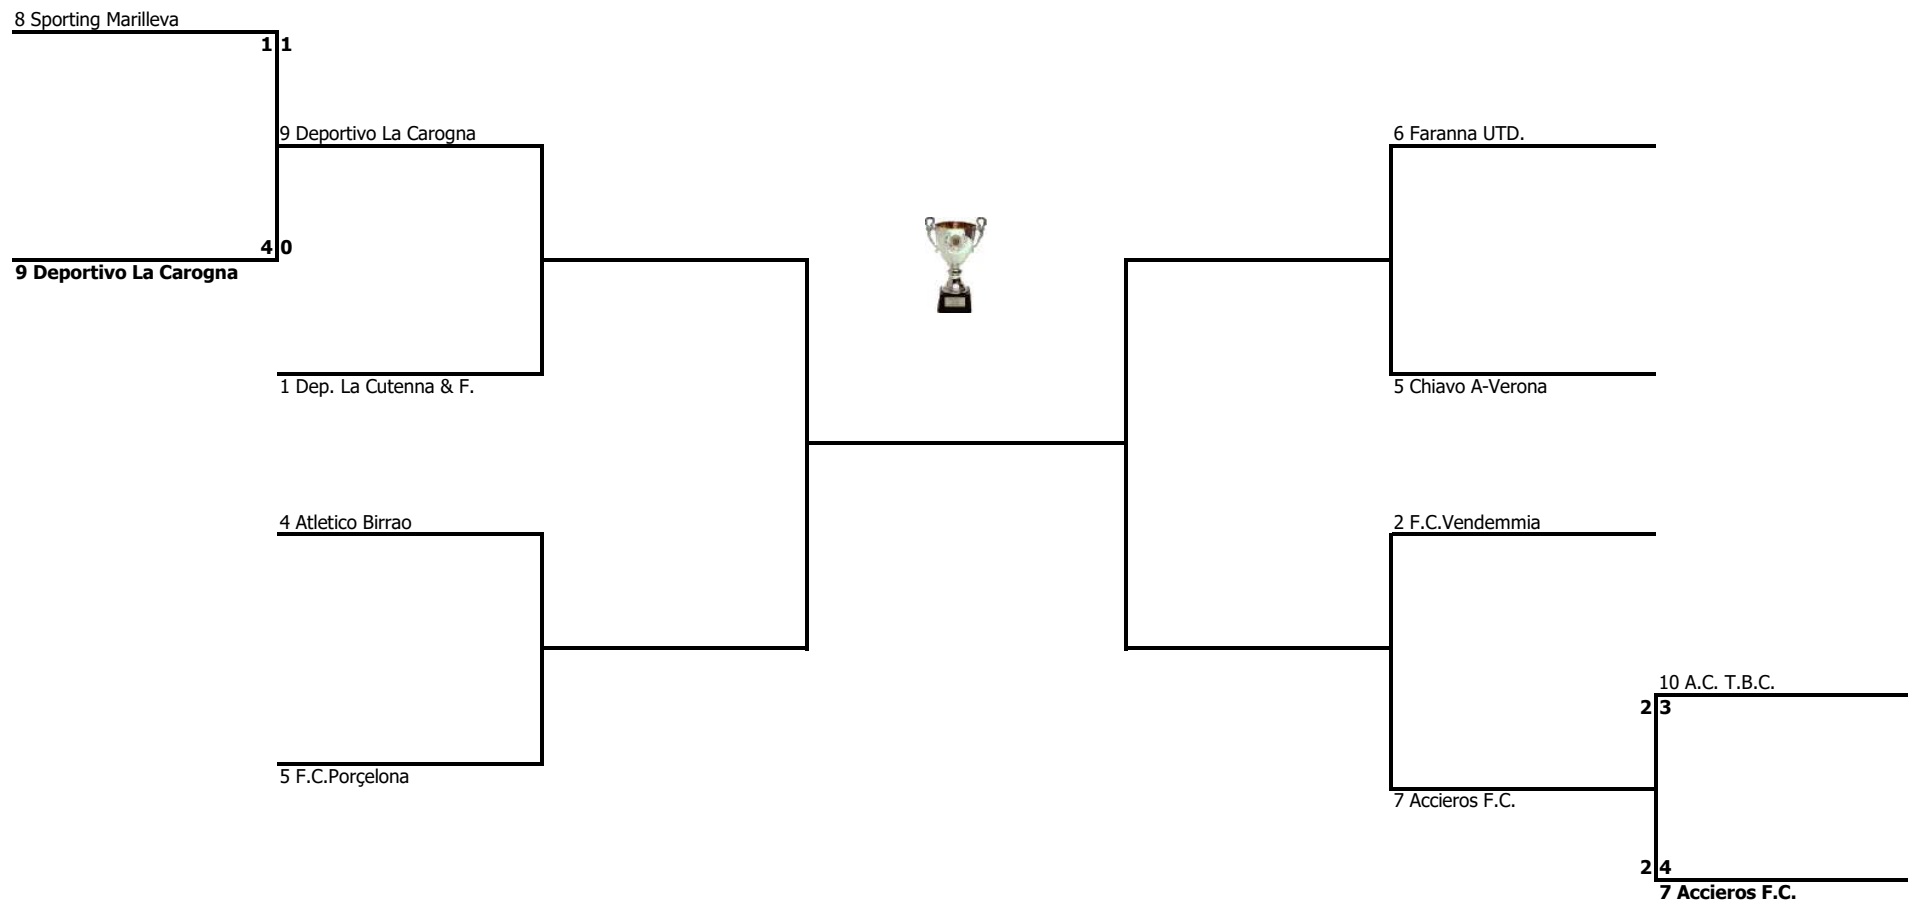 8 Sporting Marilleva
1 1
9 Deportivo La Carogna
6 Faranna UTD.
4 0
9 Deportivo La Carogna
1 Dep. La Cutenna & F.
5 Chiavo A-Verona
4 Atletico Birrao
2 F.C.Vendemmia
10 A.C. T.B.C.
2 3
5 F.C.Porçelona
7 Accieros F.C.
2 4
7 Accieros F.C.